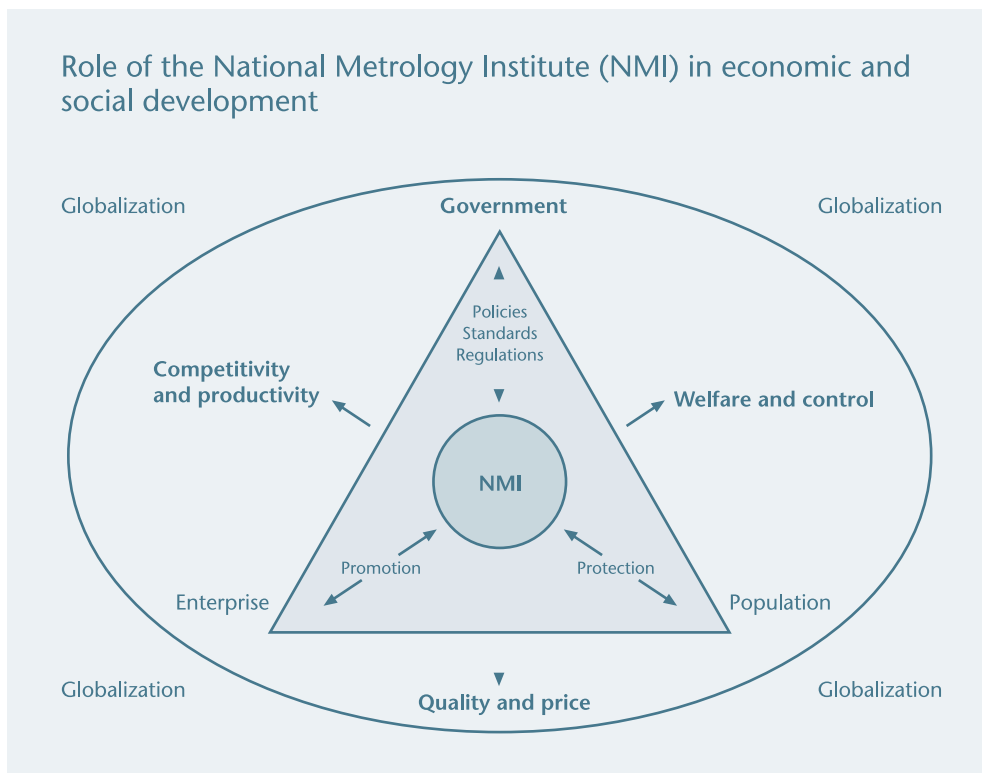 Role of the National Metrology Institute (NMI) in economic and
social development
Globalization
Government
Globalization
Policies
Standards
Regulations
Competitivity
and productivity
Welfare and control
NMI
Promotion
Protection
Enterprise
Population
Globalization
Quality and price
Globalization